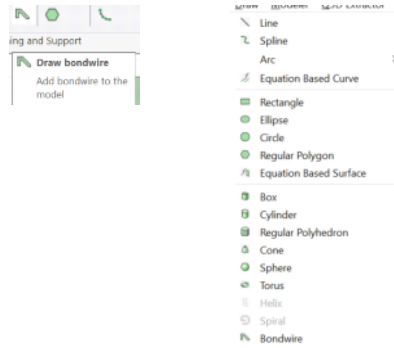 ing and Support
Draw bondwire
Add bondwire to the
model
Draw Modeler Q3D Extractor
Line
Spline
Arc
Equation Based Curve
Rectangle
Ellipse
Circle
Regular Polygon
Equation Based Surface
Box
Cylinder
Regular Polyhedron
Cone
Sphere
Torus
Helix
Spiral
Bondwire